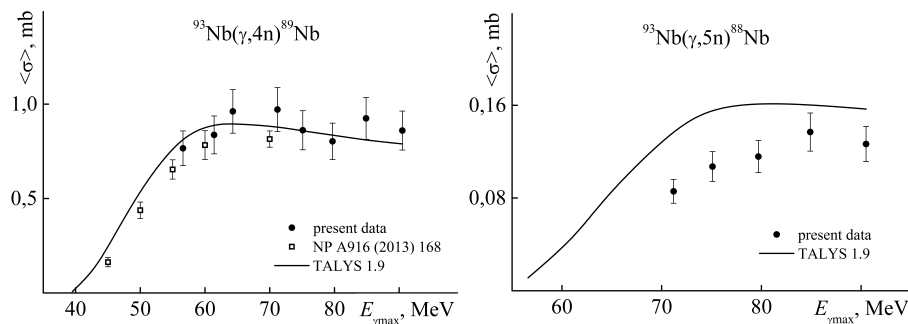 ⁹³Nb(γ,4n)⁸⁹Nb
<σ>, mb
1,0
0,5
present data
NP A916 (2013) 168
TALYS 1.9
40 50 60 70 80 E_γmax, MeV
⁹³Nb(γ,5n)⁸⁸Nb
<σ>, mb
0,16
0,08
present data
TALYS 1.9
60 70 80 E_γmax, MeV